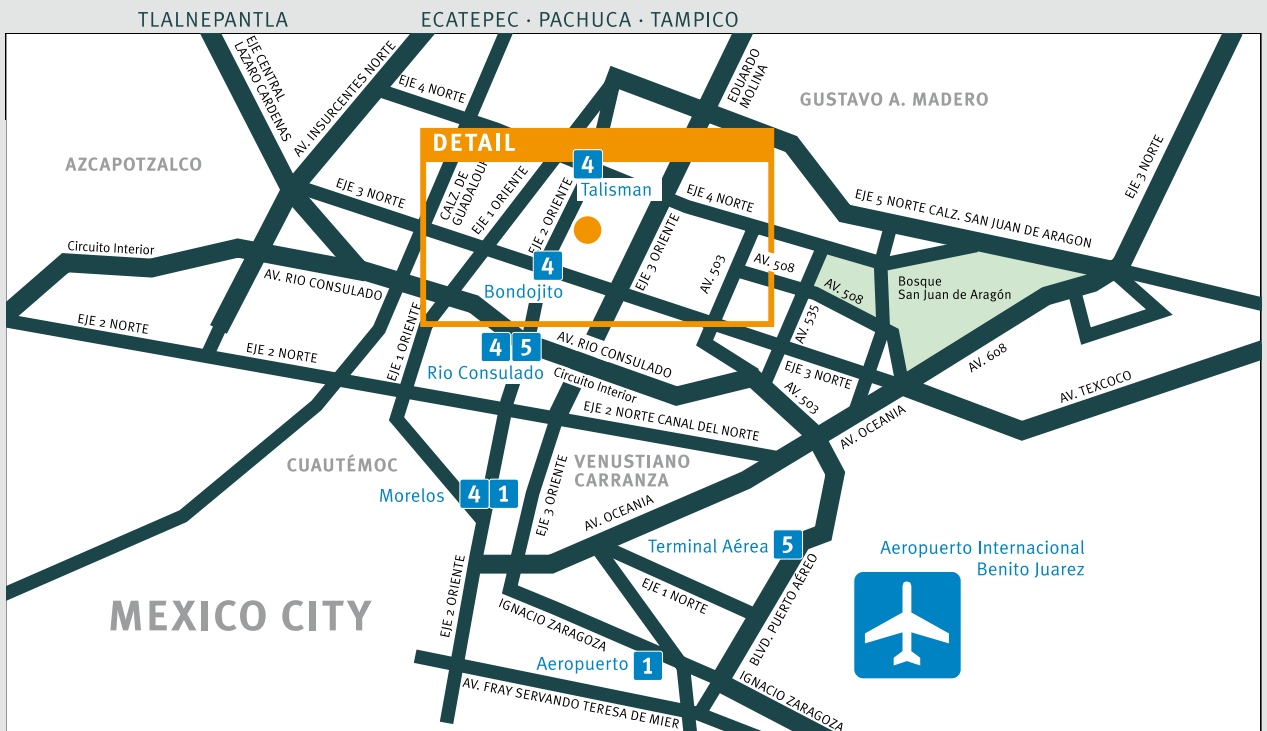 TLALNEPANTLA
ECATEPEC · PACHUCA · TAMPICO
EJE CENTRAL
LAZARO CARDENAS
AV. INSURCENTES NORTE
EJE 4 NORTE
EDUARDO
MOLINA
GUSTAVO A. MADERO
AZCAPOTZALCO
DETAIL
4
Talisman
EJE 3 NORTE
CALZ. DE
GUADALOUP
EJE 1 ORIENTE
EJE 2 ORIENTE
EJE 4 NORTE
EJE 3 NORTE
EJE 5 NORTE CALZ. SAN JUAN DE ARAGON
Circuito Interior
AV. RIO CONSULADO
4
Bondojito
EJE 3 ORIENTE
AV. 503
AV. 508
AV. 508
Bosque
San Juan de Aragón
EJE 2 NORTE
EJE 2 NORTE
EJE 1 ORIENTE
4 5
Rio Consulado
AV. RIO CONSULADO
Circuito Interior
AV. 535
EJE 3 NORTE
AV. 503
AV. 608
AV. TEXCOCO
EJE 2 NORTE CANAL DEL NORTE
AV. OCEANIA
CUAUTÉMOC
VENUSTIANO
CARRANZA
Morelos
4 1
EJE 3 ORIENTE
AV. OCEANIA
Terminal Aérea
5
Aeropuerto Internacional
Benito Juarez
MEXICO CITY
EJE 2 ORIENTE
EJE 1 NORTE
BLVD. PUERTO AÉREO
IGNACIO ZARAGOZA
Aeropuerto
1
AV. FRAY SERVANDO TERESA DE MIER
IGNACIO ZARAGOZA